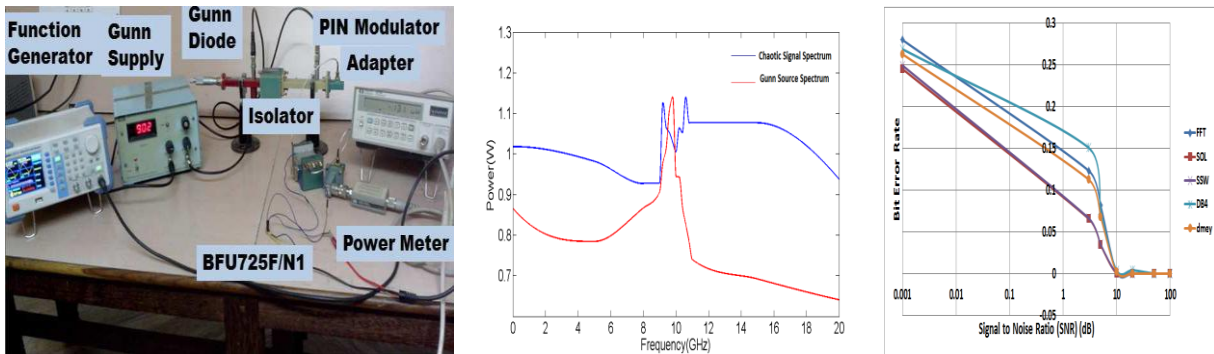 Function
Generator
Gunn
Supply
Gunn
Diode
PIN Modulator
Adapter
Isolator
902
BFU725F/N1
Power Meter
1.3
1.2
1.1
1
0.9
0.8
0.7
Power(W)
0
2
4
6
8
10
12
14
16
18
20
Frequency(GHz)
Chaotic Signal Spectrum
Gunn Source Spectrum
0.3
0.25
0.2
0.15
0.1
0.05
0
-0.05
Bit Error Rate
0.001
0.01
0.1
1
10
100
Signal to Noise Ratio (SNR) (dB)
FFT
SOL
SSW
DB4
dmey